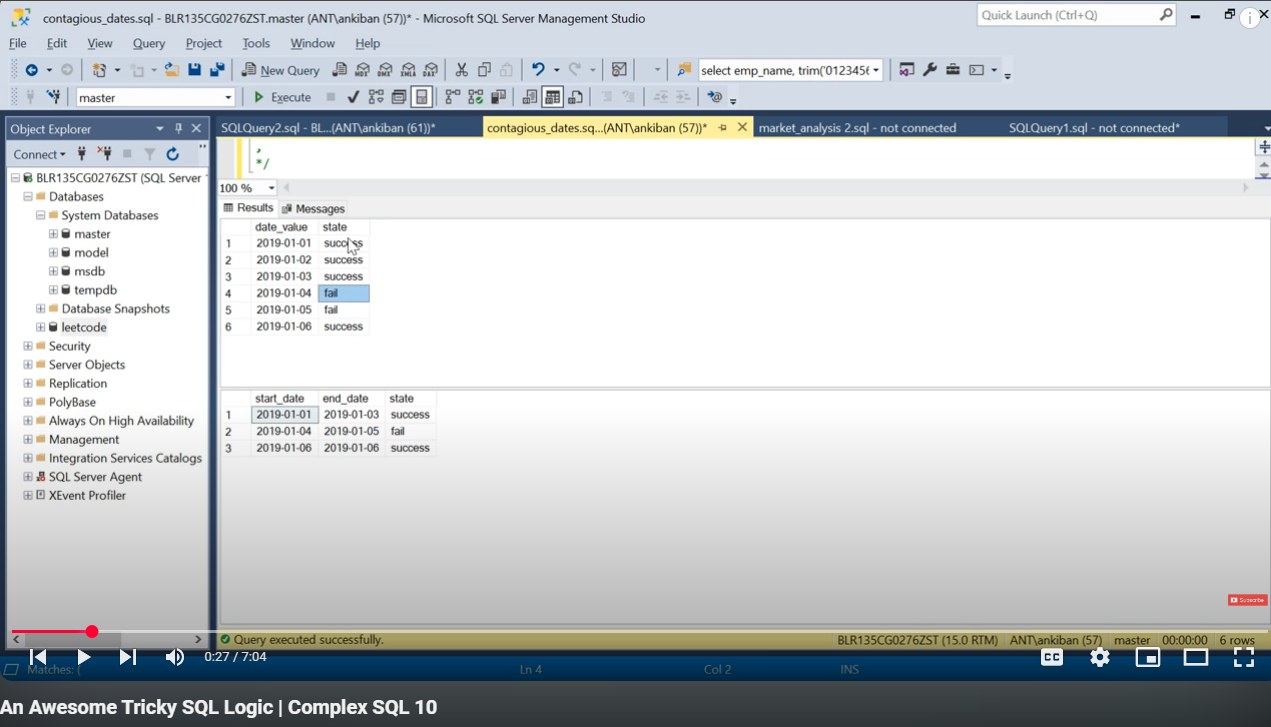 contagious_dates.sql - BLR135CG0276ZST.master (ANT\ankiban (57))* - Microsoft SQL Server Management Studio
Quick Launch (Ctrl+Q)
File Edit View Query Project Tools Window Help
New Query
MDX DMX XMLA DAX
select emp_name, trim('0123456
master
Execute
Object Explorer
SQLQuery2.sql - BL...(ANT\ankiban (61))*
contagious_dates.sq...(ANT\ankiban (57))*
market_analysis 2.sql - not connected
SQLQuery1.sql - not connected*
Connect
BLR135CG0276ZST (SQL Server
Databases
System Databases
master
model
msdb
tempdb
Database Snapshots
leetcode
Security
Server Objects
Replication
PolyBase
Always On High Availability
Management
Integration Services Catalogs
SQL Server Agent
XEvent Profiler
;
*/
100 %
Results Messages
date_value state
1 2019-01-01 success
2 2019-01-02 success
3 2019-01-03 success
4 2019-01-04 fail
5 2019-01-05 fail
6 2019-01-06 success
start_date end_date state
1 2019-01-01 2019-01-03 success
2 2019-01-04 2019-01-05 fail
3 2019-01-06 2019-01-06 success
Subscribe
Query executed successfully.
BLR135CG0276ZST (15.0 RTM) ANT\ankiban (57) master 00:00:00 6 rows
0:27 / 7:04
CC
Matches: (
Ln 4 Col 2 INS
An Awesome Tricky SQL Logic | Complex SQL 10